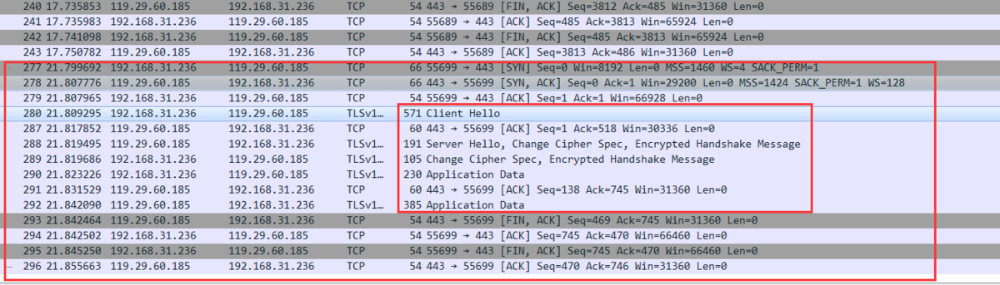 240 17.735853 119.29.60.185 192.168.31.236 TCP 54 443 → 55689 [FIN, ACK] Seq=3812 Ack=485 Win=31360 Len=0
241 17.735983 192.168.31.236 119.29.60.185 TCP 54 55689 → 443 [ACK] Seq=485 Ack=3813 Win=65924 Len=0
242 17.741098 192.168.31.236 119.29.60.185 TCP 54 55689 → 443 [FIN, ACK] Seq=485 Ack=3813 Win=65924 Len=0
243 17.750782 119.29.60.185 192.168.31.236 TCP 54 443 → 55689 [ACK] Seq=3813 Ack=486 Win=31360 Len=0
277 21.799692 192.168.31.236 119.29.60.185 TCP 66 55699 → 443 [SYN] Seq=0 Win=8192 Len=0 MSS=1460 WS=4 SACK_PERM=1
278 21.807776 119.29.60.185 192.168.31.236 TCP 66 443 → 55699 [SYN, ACK] Seq=0 Ack=1 Win=29200 Len=0 MSS=1424 SACK_PERM=1 WS=128
279 21.807965 192.168.31.236 119.29.60.185 TCP 54 55699 → 443 [ACK] Seq=1 Ack=1 Win=66928 Len=0
280 21.809295 192.168.31.236 119.29.60.185 TLSv1… 571 Client Hello
287 21.817852 119.29.60.185 192.168.31.236 TCP 60 443 → 55699 [ACK] Seq=1 Ack=518 Win=30336 Len=0
288 21.819495 119.29.60.185 192.168.31.236 TLSv1… 191 Server Hello, Change Cipher Spec, Encrypted Handshake Message
289 21.819686 192.168.31.236 119.29.60.185 TLSv1… 105 Change Cipher Spec, Encrypted Handshake Message
290 21.823226 192.168.31.236 119.29.60.185 TLSv1… 230 Application Data
291 21.831529 119.29.60.185 192.168.31.236 TCP 60 443 → 55699 [ACK] Seq=138 Ack=745 Win=31360 Len=0
292 21.842090 119.29.60.185 192.168.31.236 TLSv1… 385 Application Data
293 21.842464 119.29.60.185 192.168.31.236 TCP 54 443 → 55699 [FIN, ACK] Seq=469 Ack=745 Win=31360 Len=0
294 21.842502 192.168.31.236 119.29.60.185 TCP 54 55699 → 443 [ACK] Seq=745 Ack=470 Win=66460 Len=0
295 21.845250 192.168.31.236 119.29.60.185 TCP 54 55699 → 443 [FIN, ACK] Seq=745 Ack=470 Win=66460 Len=0
296 21.855663 119.29.60.185 192.168.31.236 TCP 54 443 → 55699 [ACK] Seq=470 Ack=746 Win=31360 Len=0